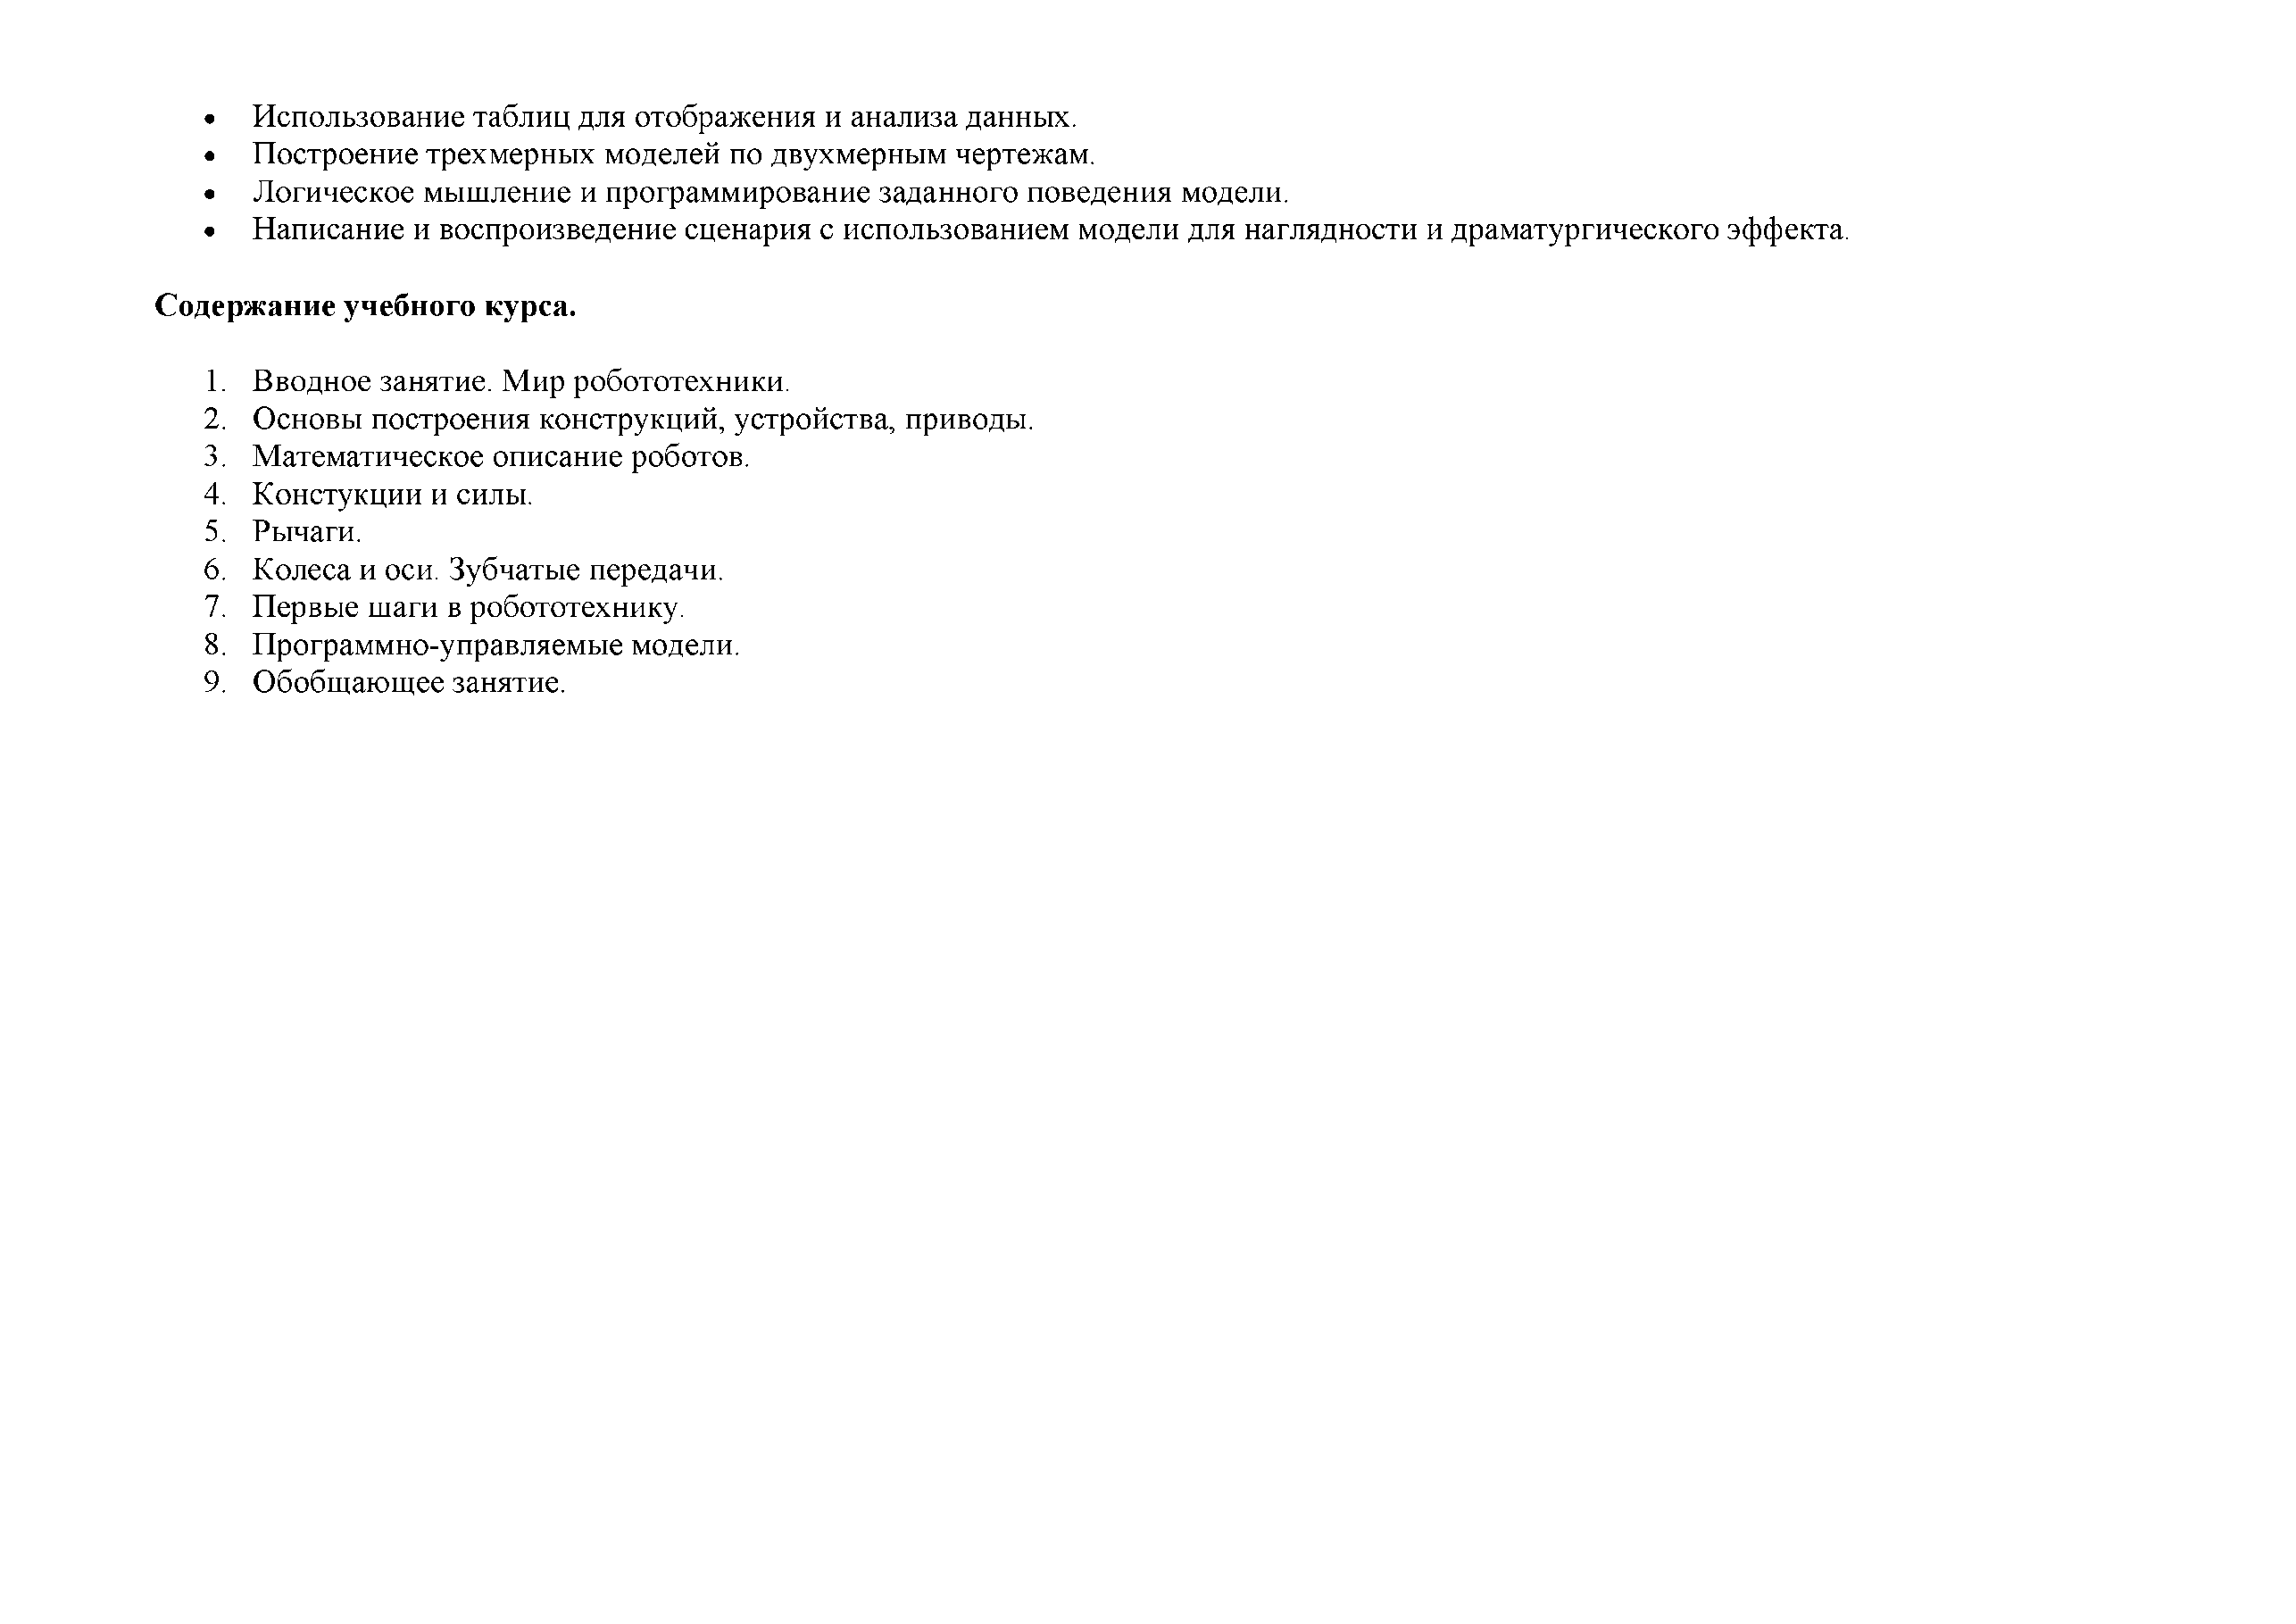 • Использование таблиц для отображения и анализа данных.
• Построение трехмерных моделей по двухмерным чертежам.
• Логическое мышление и программирование заданного поведения модели.
• Написание и воспроизведение сценария с использованием модели для наглядности и драматургического эффекта.
Содержание учебного курса.
1. Вводное занятие. Мир робототехники.
2. Основы построения конструкций, устройства, приводы.
3. Математическое описание роботов.
4. Констукции и силы.
5. Рычаги.
6. Колеса и оси. Зубчатые передачи.
7. Первые шаги в робототехнику.
8. Программно-управляемые модели.
9. Обобщающее занятие.